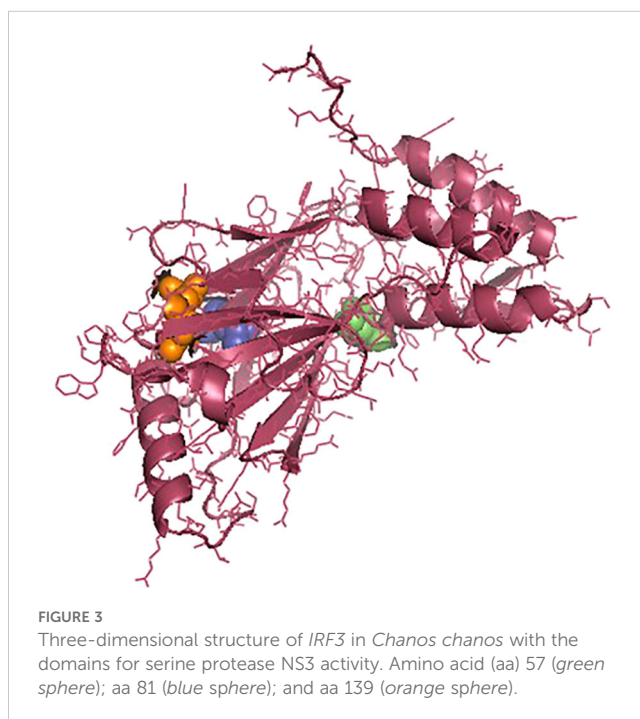 FIGURE 3
Three-dimensional structure of IRF3 in Chanos chanos with the
domains for serine protease NS3 activity. Amino acid (aa) 57 (green
sphere); aa 81 (blue sphere); and aa 139 (orange sphere).